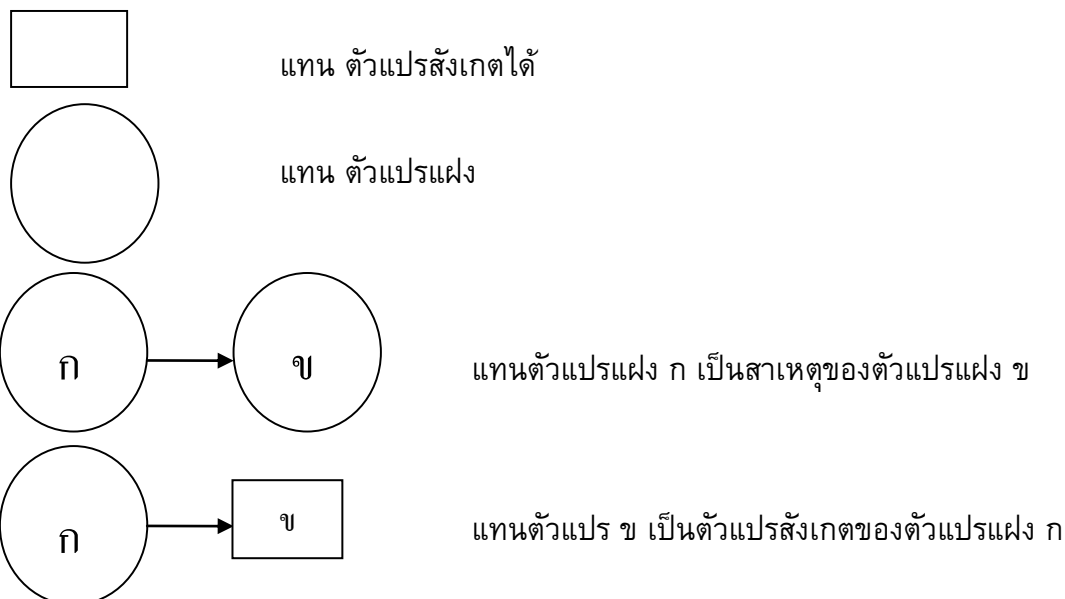 แทน ตัวแปรสังเกตได้
แทน ตัวแปรแฝง
ก ข แทนตัวแปรแฝง ก เป็นสาเหตุของตัวแปรแฝง ข
ก ข แทนตัวแปร ข เป็นตัวแปรสังเกตของตัวแปรแฝง ก